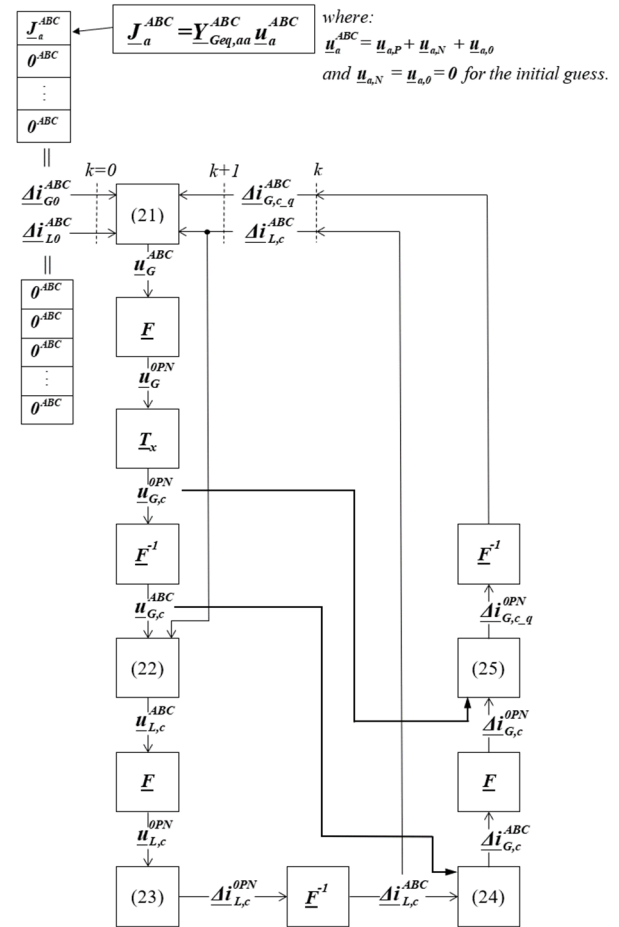 J_a^ABC
0^ABC
⋮
0^ABC
J_a^ABC = Y_Geq,aa^ABC u_a^ABC
where:
u_a^ABC = u_a,P + u_a,N + u_a,0
and u_a,N = u_a,0 = 0 for the initial guess.
||
k=0
k+1
k
Δi_G0^ABC
(21)
Δi_G,c_q^ABC
Δi_L0^ABC
Δi_L,c^ABC
||
0^ABC
0^ABC
0^ABC
⋮
0^ABC
u_G^ABC
F
u_G^0PN
T_x
u_G,c^0PN
F^-1
F^-1
u_G,c^ABC
Δi_G,c_q^0PN
(22)
(25)
u_L,c^ABC
Δi_G,c^0PN
F
F
u_L,c^0PN
Δi_G,c^ABC
(23)
Δi_L,c^0PN
F^-1
Δi_L,c^ABC
(24)